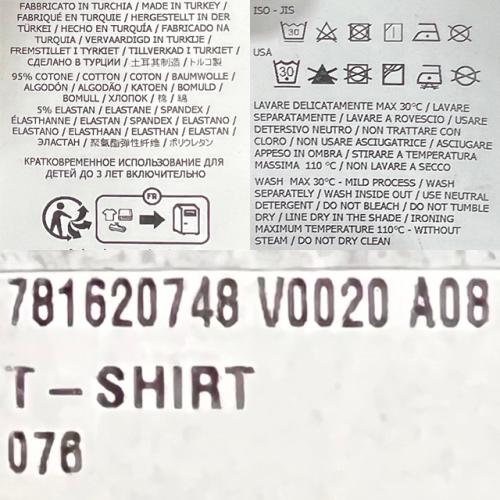 FABBRICATO IN TURCHIA / MADE IN TURKEY /
FABRIQUÉ EN TURQUIE / HERGESTELLT IN DER
TÜRKEI / HECHO EN TURQUÍA / FABRICADO NA
TURQUIA / VERVAARDIGD IN TURKIJE/
FREMSTILLET I TYRKIET / TILLVERKAD I TURKIET /
СДЕЛАНО В ТУРЦИИ / 土耳其制造 / トルコ製
95% COTONE / COTTON / COTON / BAUMWOLLE /
ALGODÓN / ALGODÃO / KATOEN / BOMULD /
BOMULL / ХЛОПОК / 棉 / 綿
5% ELASTAN / ELASTANE / SPANDEX /
ÉLASTHANNE / ELASTAN / SPANDEX / ELASTANO /
ELASTANO / ELASTHAAN / ELASTHAN / ELASTAN /
ЭЛАСТАН / 聚氨酯弹性纤维 / ポリウレタン
КРАТКОВРЕМЕННОЕ ИСПОЛЬЗОВАНИЕ ДЛЯ
ДЕТЕЙ ДО 3 ЛЕТ ВКЛЮЧИТЕЛЬНО
FR
ISO - JIS
30
USA
30
LAVARE DELICATAMENTE MAX 30°C / LAVARE
SEPARATAMENTE / LAVARE A ROVESCIO / USARE
DETERSIVO NEUTRO / NON TRATTARE CON
CLORO / NON USARE ASCIUGATRICE / ASCIUGARE
APPESO IN OMBRA / STIRARE A TEMPERATURA
MASSIMA 110 °C / NON LAVARE A SECCO
WASH MAX 30°C - MILD PROCESS / WASH
SEPARATELY / WASH INSIDE OUT / USE NEUTRAL
DETERGENT / DO NOT BLEACH / DO NOT TUMBLE
DRY / LINE DRY IN THE SHADE / IRONING
MAXIMUM TEMPERATURE 110°C - WITHOUT
STEAM / DO NOT DRY CLEAN
781620748 V0020 A08
T-SHIRT
076